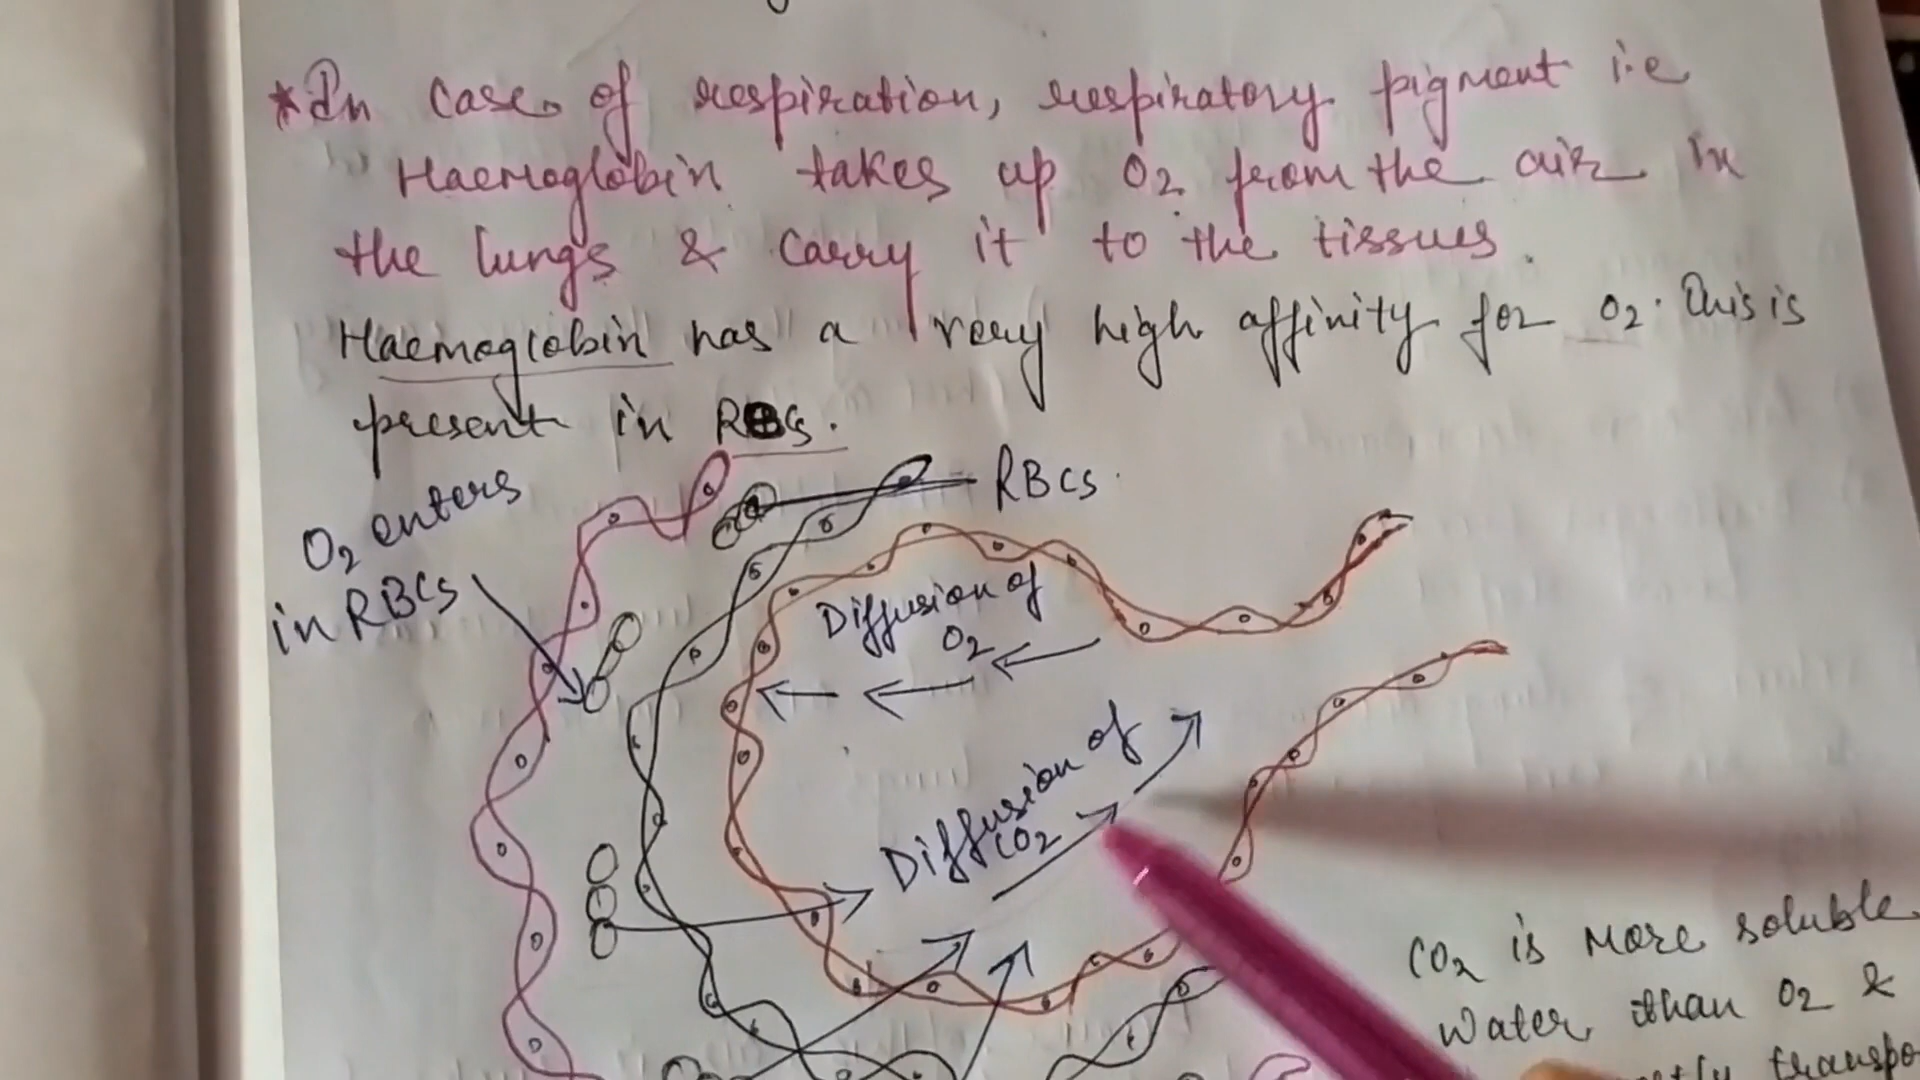 *In case of respiration, respiratory pigment i.e
Haemoglobin takes up O2 from the air in
the lungs & carry it to the tissues.
Haemoglobin has a very high affinity for O2. This is
present in RBCs.
O2 enters
in RBCs
RBCs.
Diffusion of
O2
Diffusion of
CO2
CO2 is more soluble
water than O2 &